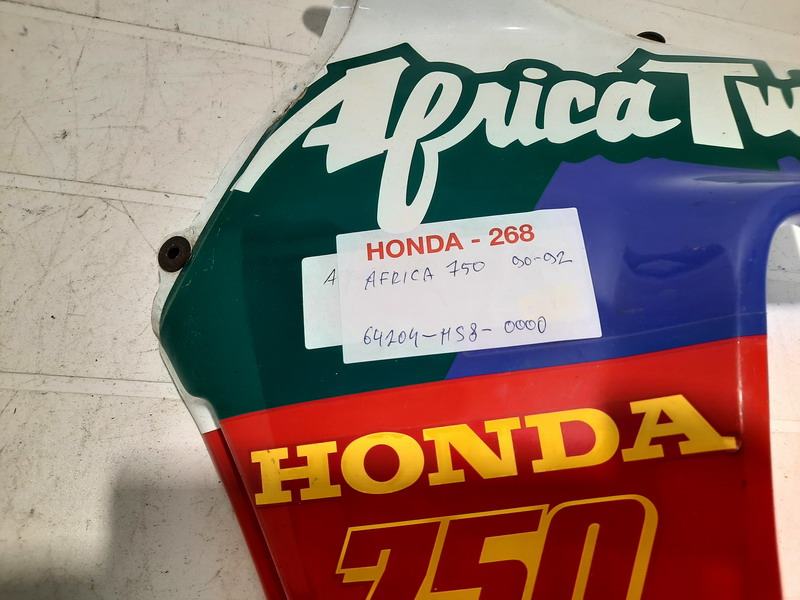 Africa Tw
HONDA - 268
A AFRICA 750 90-92
64204-MS8-0000
HONDA
750